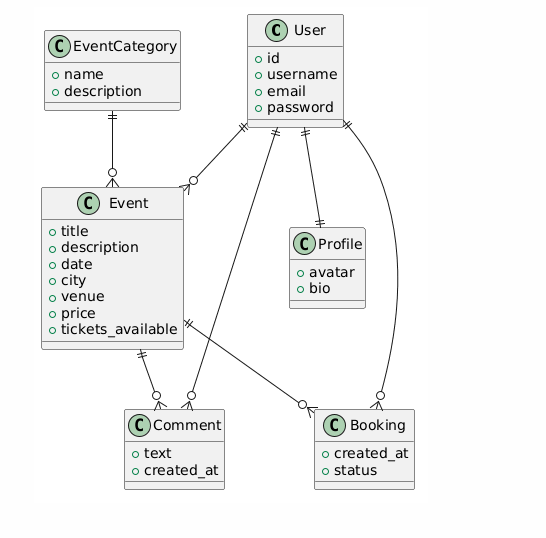 C EventCategory
name
description
C User
id
username
email
password
C Event
title
description
date
city
venue
price
tickets_available
C Profile
avatar
bio
C Comment
text
created_at
C Booking
created_at
status